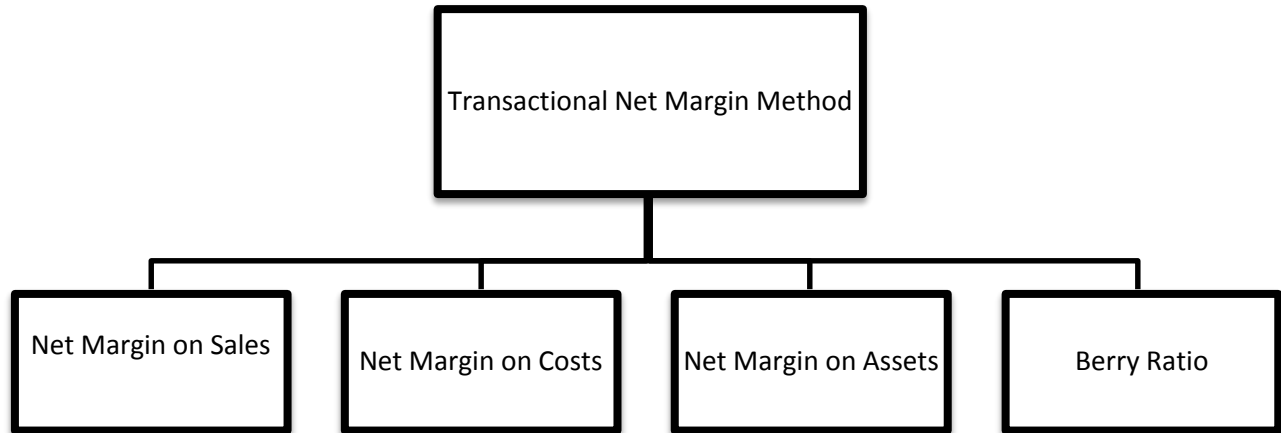 Transactional Net Margin Method
Net Margin on Sales
Net Margin on Costs
Net Margin on Assets
Berry Ratio